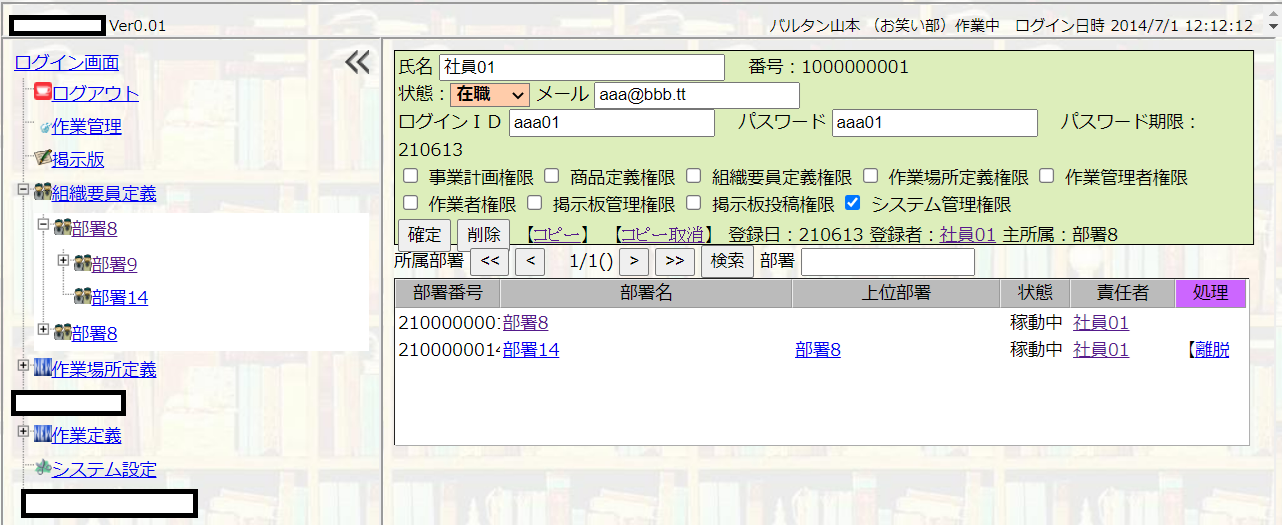 Ver0.01
バルタン山本 （お笑い部）作業中 ログイン日時 2014/7/1 12:12:12
ログイン画面
ログアウト
作業管理
掲示版
組織要員定義
部署8
部署9
部署14
部署8
作業場所定義
作業定義
システム設定
氏名 社員01 番号：1000000001
状態：在職 メール aaa@bbb.tt
ログインＩＤ aaa01 パスワード aaa01 パスワード期限：
210613
事業計画権限 商品定義権限 組織要員定義権限 作業場所定義権限 作業管理者権限
作業者権限 掲示板管理権限 掲示板投稿権限 システム管理権限
確定 削除 【コピー】 【コピー取消】 登録日：210613 登録者：社員01 主所属：部署8
所属部署 << < 1/1() > >> 検索 部署
部署番号 部署名 上位部署 状態 責任者 処理
210000000 部署8 稼動中 社員01
210000001 部署14 部署8 稼動中 社員01 【離脱